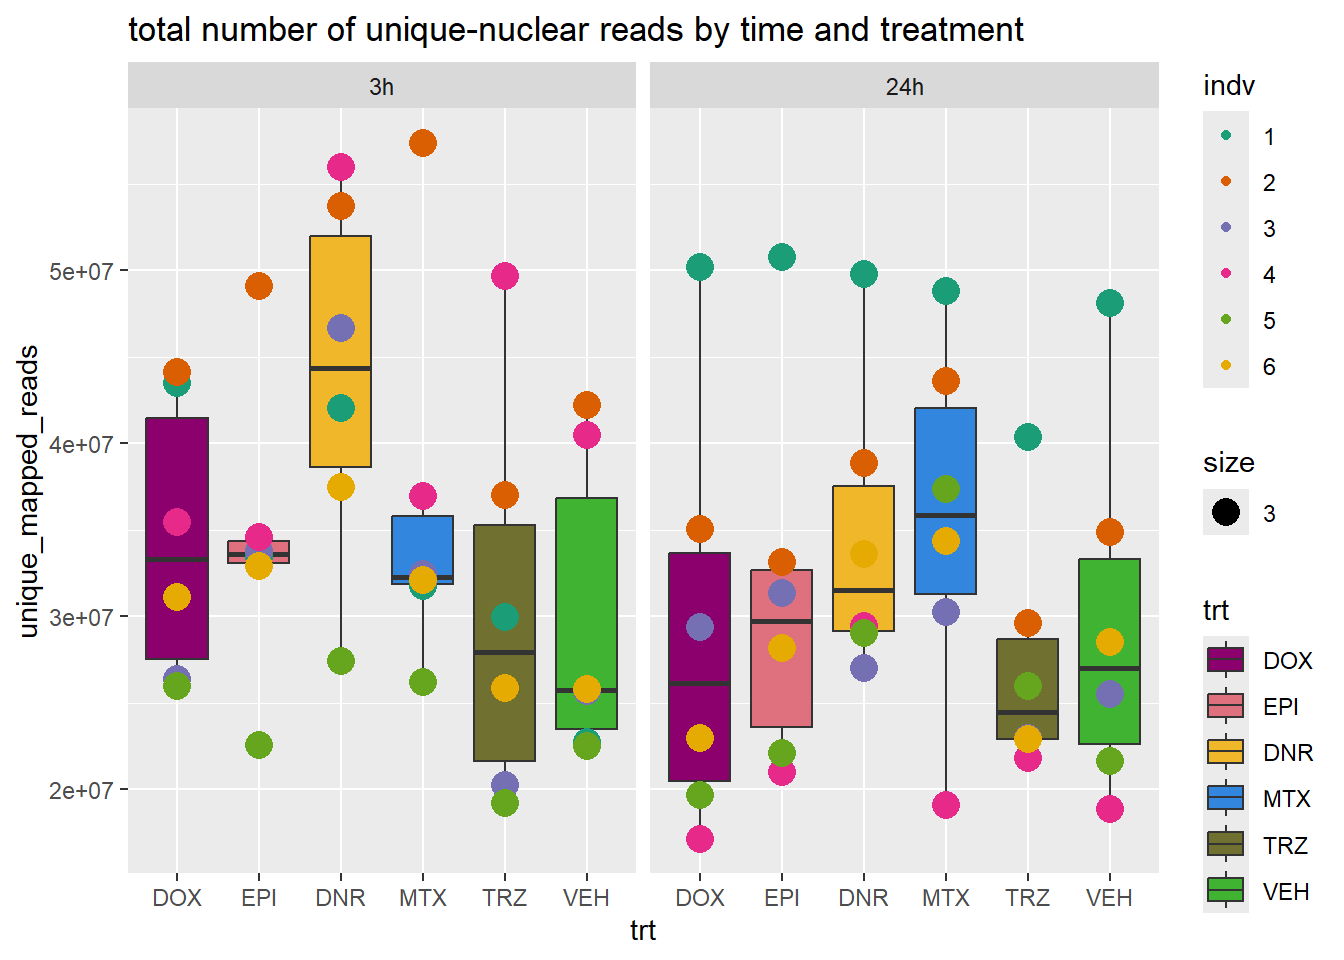 total number of unique-nuclear reads by time and treatment
3h
24h
unique_mapped_reads
5e+07
4e+07
3e+07
2e+07
DOX EPI DNR MTX TRZ VEH
DOX EPI DNR MTX TRZ VEH
trt
indv
1
2
3
4
5
6
size
3
trt
DOX
EPI
DNR
MTX
TRZ
VEH